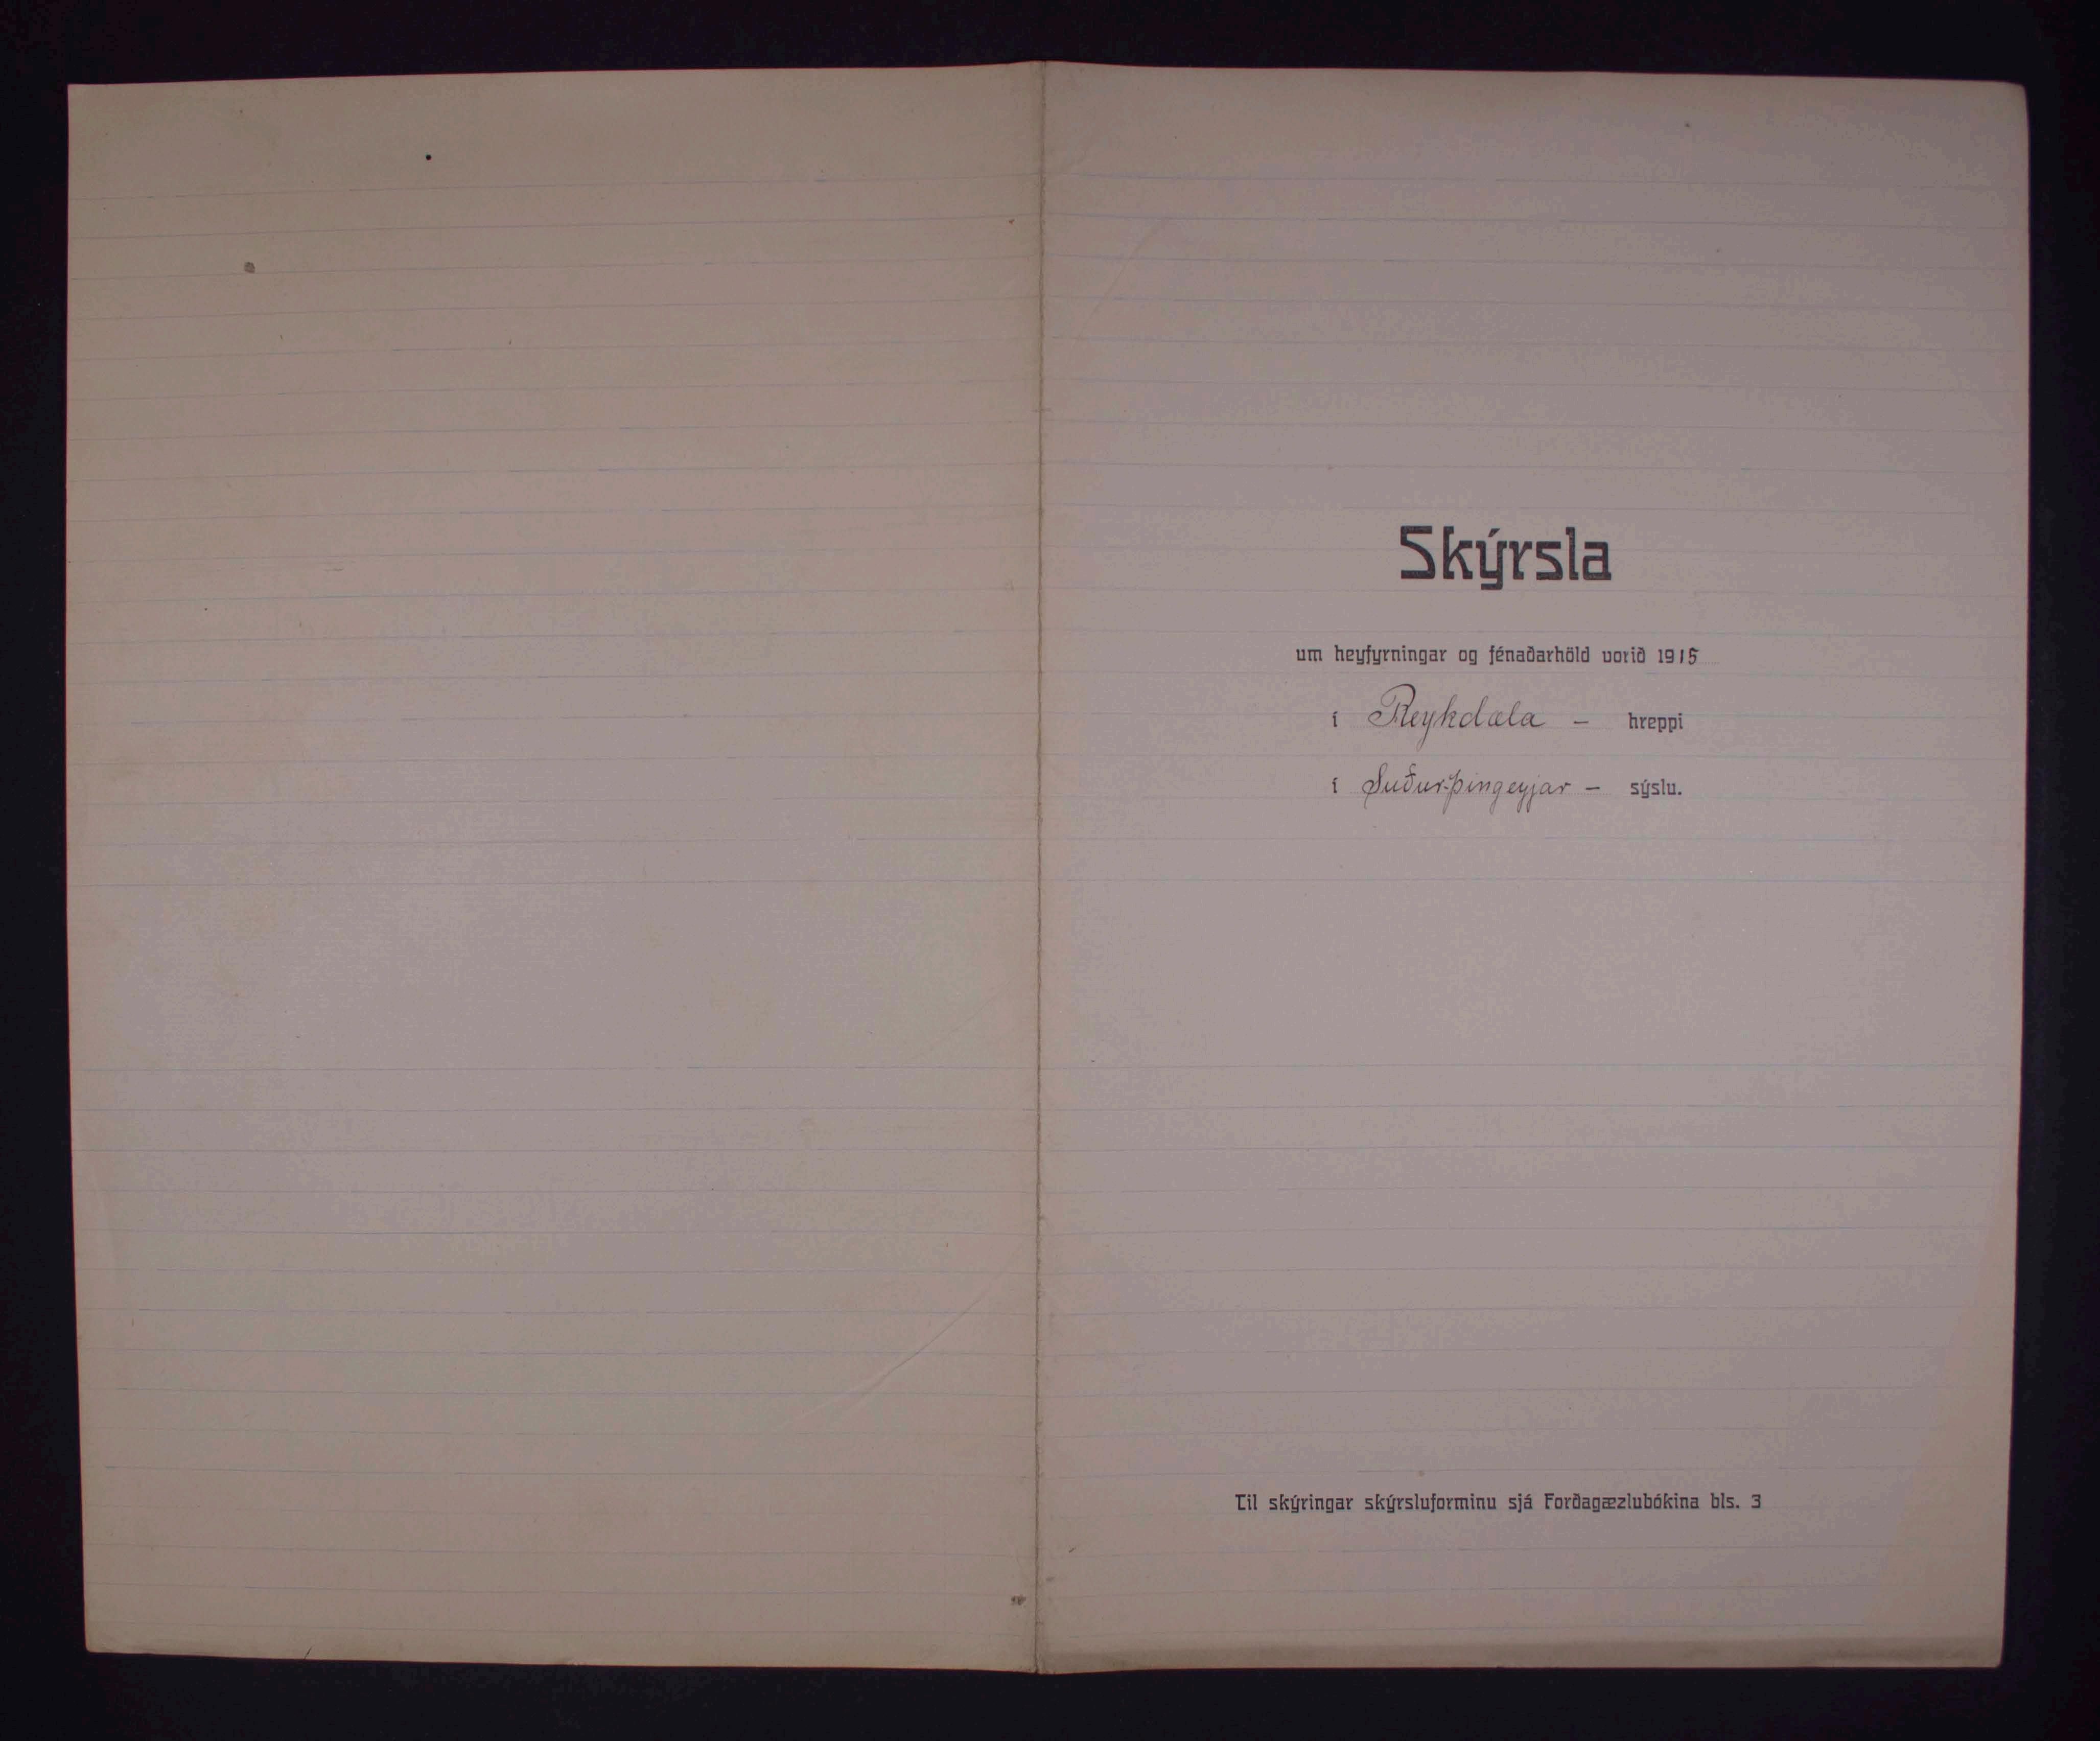 Skýrsla
um heyfyrningar og fénaðarhöld vorið 1915
í Reykdæla - hreppi
í Suður-Þingeyjar - sýslu.
Til skýringar skýrsluforminu sjá Forðagæzlubókina bls. 3